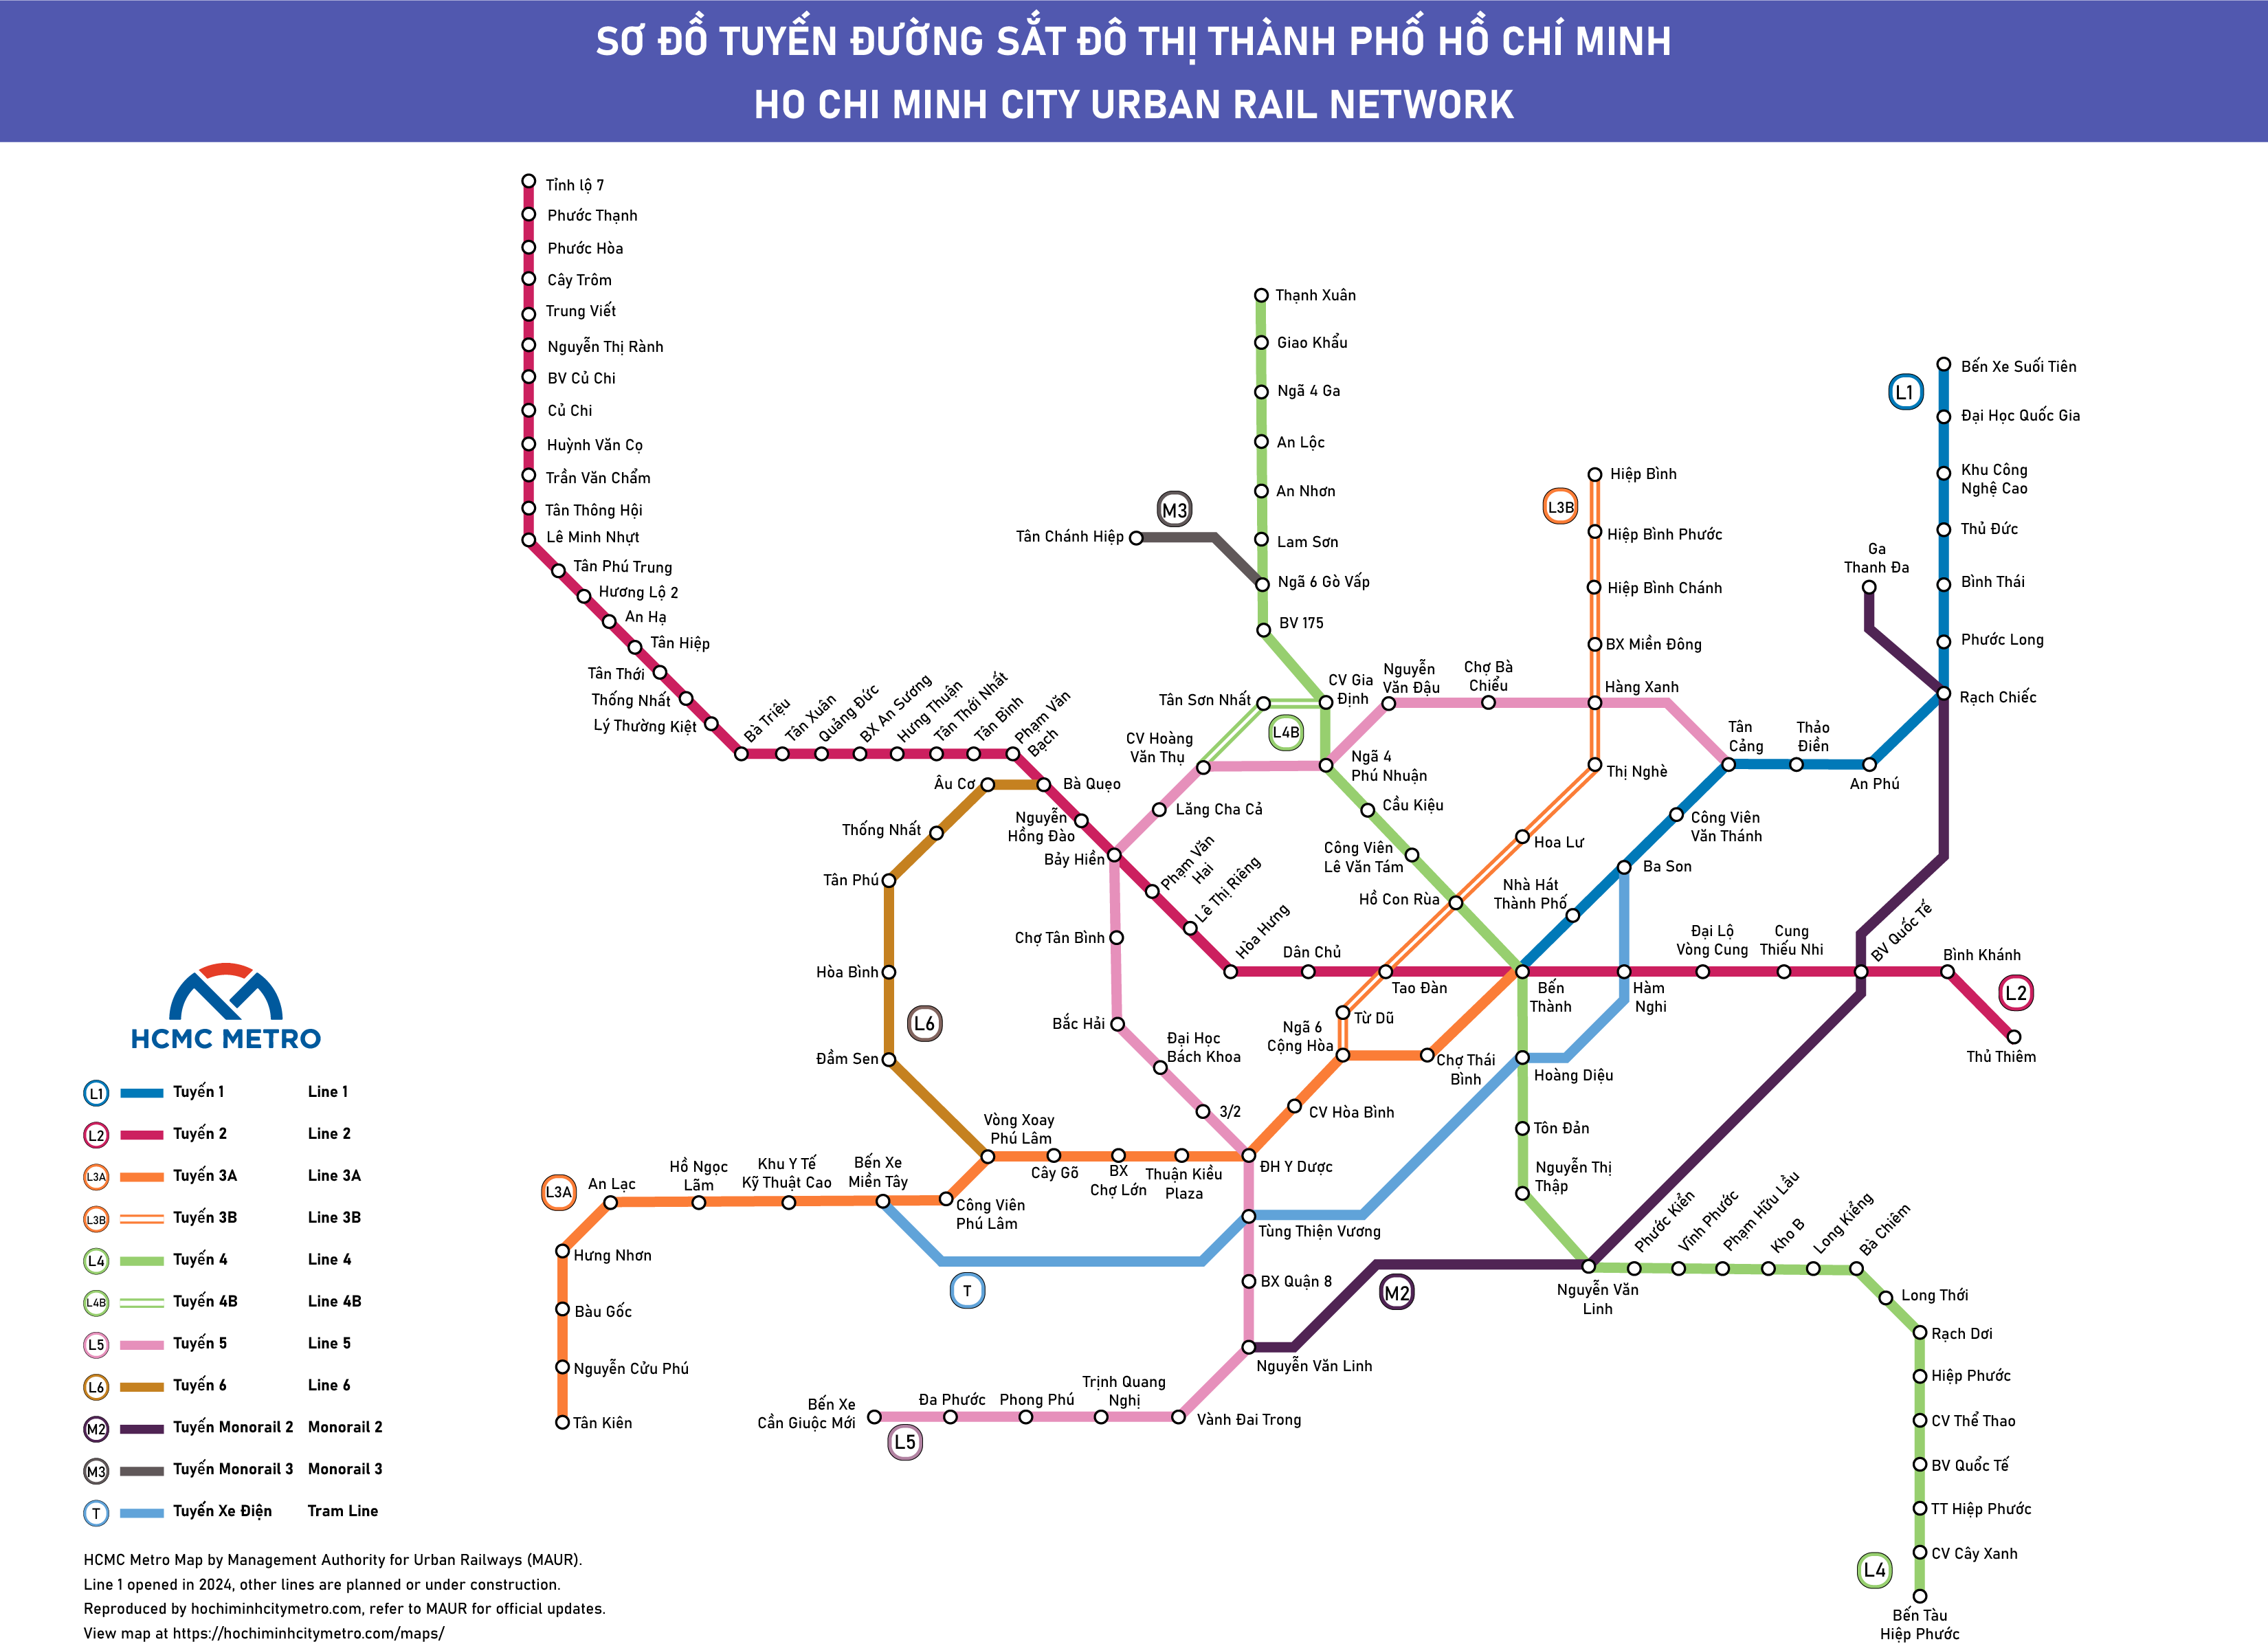 SƠ ĐỒ TUYẾN ĐƯỜNG SẮT ĐÔ THỊ THÀNH PHỐ HỒ CHÍ MINH
HO CHI MINH CITY URBAN RAIL NETWORK
Tỉnh lộ 7
Phước Thạnh
Phước Hòa
Cây Trôm
Trung Viết
Nguyễn Thị Rành
BV Củ Chi
Củ Chi
Huỳnh Văn Cọ
Trần Văn Chẩm
Tân Thông Hội
Lê Minh Nhựt
Tân Phú Trung
Hương Lộ 2
An Hạ
Tân Hiệp
Tân Thới
Thống Nhất
Lý Thường Kiệt
Bà Triệu
Tân Xuân
Quảng Đức
BX An Sương
Hưng Thuận
Tân Thới Nhất
Tân Bình
Phạm Văn
Bạch
Bà Quẹo
Nguyễn
Hồng Đào
Bảy Hiền
Phạm Văn
Hai
Lê Thị Riêng
Hòa Hưng
Dân Chủ
Tao Đàn
Bến
Thành
Hàm
Nghi
Đại Lộ
Vòng Cung
Cung
Thiếu Nhi
BV Quốc Tế
Bình Khánh
L2
Thủ Thiêm
Thạnh Xuân
Giao Khẩu
Ngã 4 Ga
An Lộc
An Nhơn
Lam Sơn
M3
Tân Chánh Hiệp
Ngã 6 Gò Vấp
BV 175
CV Gia
Định
Tân Sơn Nhất
L4B
CV Hoàng
Văn Thụ
Lăng Cha Cả
Ngã 4
Phú Nhuận
Nguyễn
Văn Đậu
Chợ Bà
Chiểu
Hàng Xanh
Cầu Kiệu
Công Viên
Lê Văn Tám
Hồ Con Rùa
L3B
Hiệp Bình
Hiệp Bình Phước
Hiệp Bình Chánh
BX Miền Đông
Thị Nghè
Hoa Lư
L1
Bến Xe Suối Tiên
Đại Học Quốc Gia
Khu Công
Nghệ Cao
Thủ Đức
Bình Thái
Phước Long
Rạch Chiếc
Ga
Thanh Đa
An Phú
Thảo
Điền
Tân
Cảng
Công Viên
Văn Thánh
Ba Son
Nhà Hát
Thành Phố
Âu Cơ
Thống Nhất
Tân Phú
Hòa Bình
Đầm Sen
L6
Chợ Tân Bình
Bắc Hải
Đại Học
Bách Khoa
3/2
ĐH Y Dược
Từ Dũ
Ngã 6
Cộng Hòa
Chợ Thái
Bình
CV Hòa Bình
Hoàng Diệu
Tôn Đản
Nguyễn Thị
Thập
Vòng Xoay
Phú Lâm
Cây Gõ
BX
Chợ Lớn
Thuận Kiều
Plaza
L3A
An Lạc
Hồ Ngọc
Lãm
Khu Y Tế
Kỹ Thuật Cao
Bến Xe
Miền Tây
Công Viên
Phú Lâm
Hưng Nhơn
Bàu Gốc
Nguyễn Cửu Phú
Tân Kiên
T
Tùng Thiện Vương
BX Quận 8
M2
Nguyễn Văn Linh
Vành Đai Trong
Trịnh Quang
Nghị
Phong Phú
Đa Phước
Bến Xe
Cần Giuộc Mới
L5
Nguyễn Văn
Linh
Phước Kiển
Vĩnh Phước
Phạm Hữu Lầu
Kho B
Long Kiểng
Bà Chiêm
Long Thới
Rạch Dơi
Hiệp Phước
CV Thể Thao
BV Quốc Tế
TT Hiệp Phước
CV Cây Xanh
L4
Bến Tàu
Hiệp Phước
HCMC METRO
L1 Tuyến 1 Line 1
L2 Tuyến 2 Line 2
L3A Tuyến 3A Line 3A
L3B Tuyến 3B Line 3B
L4 Tuyến 4 Line 4
L4B Tuyến 4B Line 4B
L5 Tuyến 5 Line 5
L6 Tuyến 6 Line 6
M2 Tuyến Monorail 2 Monorail 2
M3 Tuyến Monorail 3 Monorail 3
T Tuyến Xe Điện Tram Line
HCMC Metro Map by Management Authority for Urban Railways (MAUR).
Line 1 opened in 2024, other lines are planned or under construction.
Reproduced by hochiminhcitymetro.com, refer to MAUR for official updates.
View map at https://hochiminhcitymetro.com/maps/